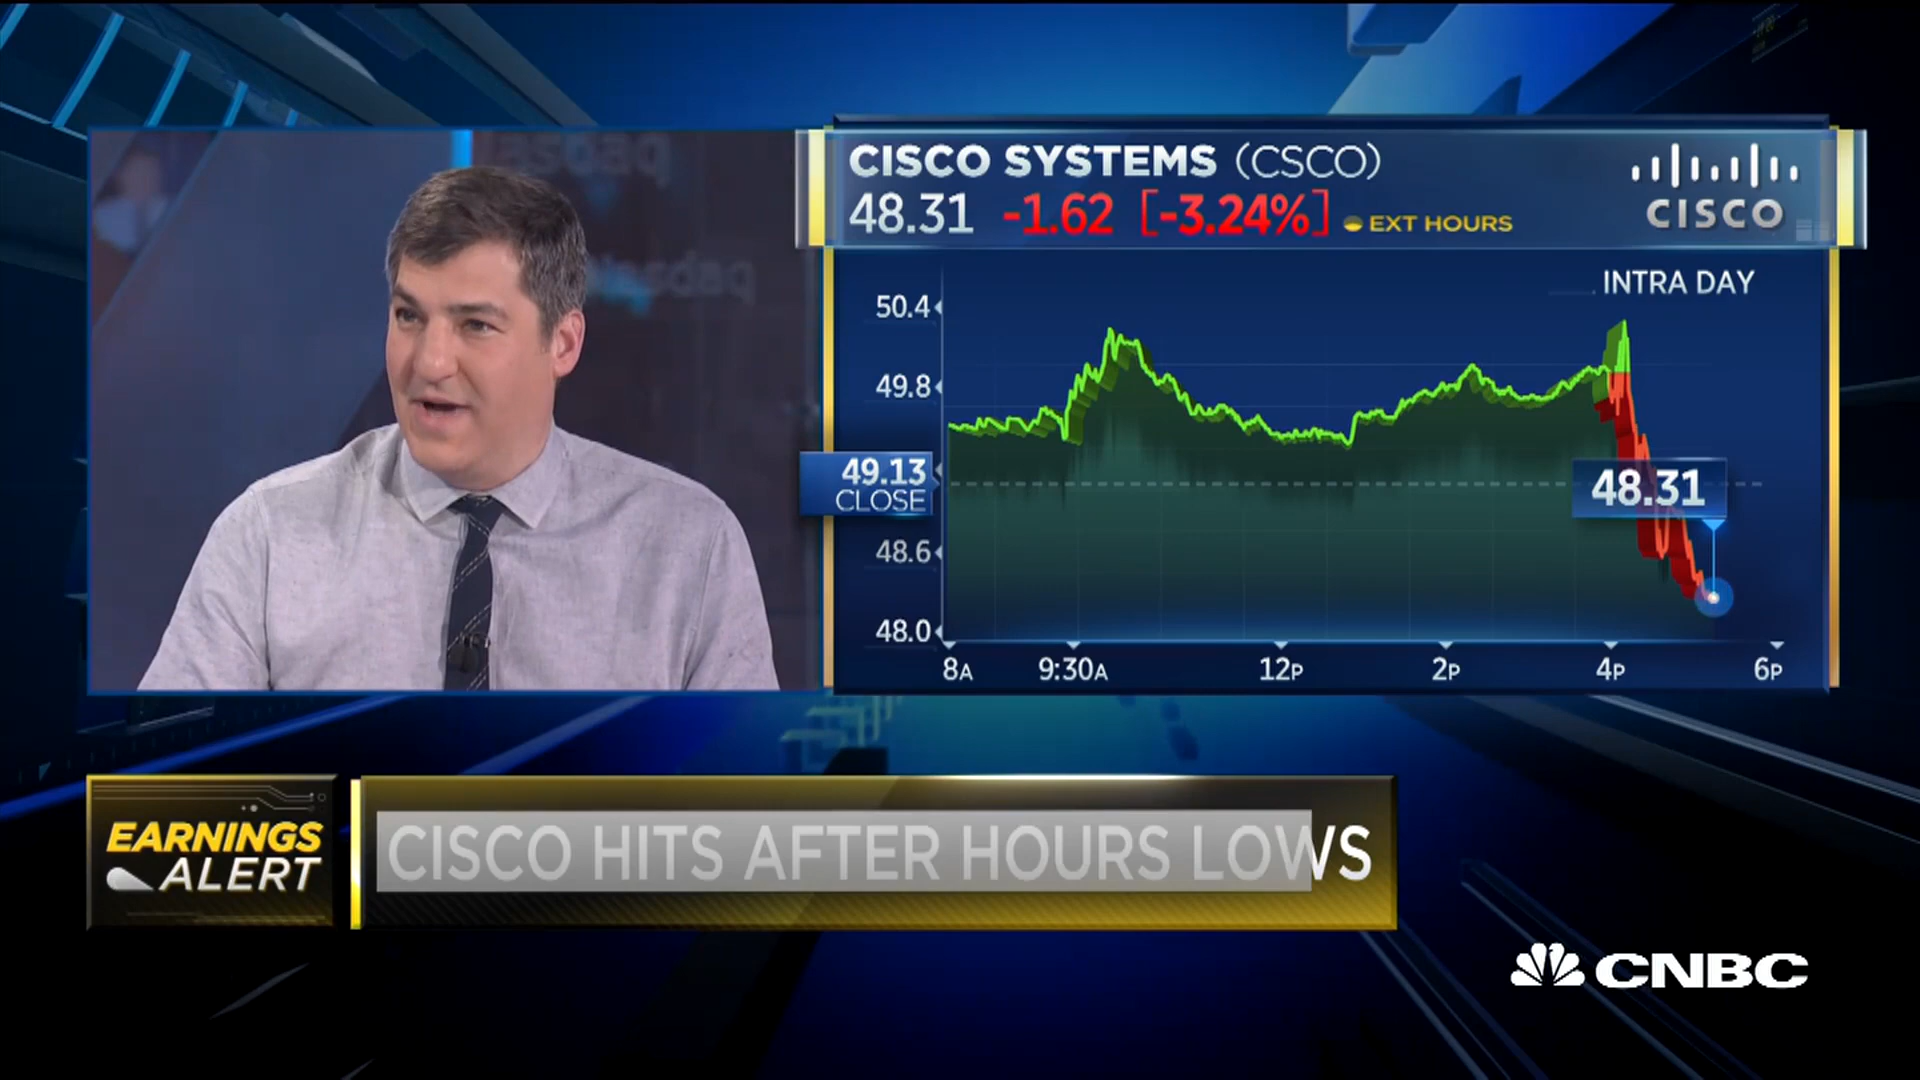 Nasdaq
Nasdaq
CISCO SYSTEMS (CSCO)
48.31 -1.62 [-3.24%] EXT HOURS
CISCO
INTRA DAY
50.4
49.8
49.13
CLOSE
48.6
48.0
48.31
8A 9:30A 12P 2P 4P 6P
EARNINGS
ALERT
CISCO HITS AFTER HOURS LOWS
CNBC